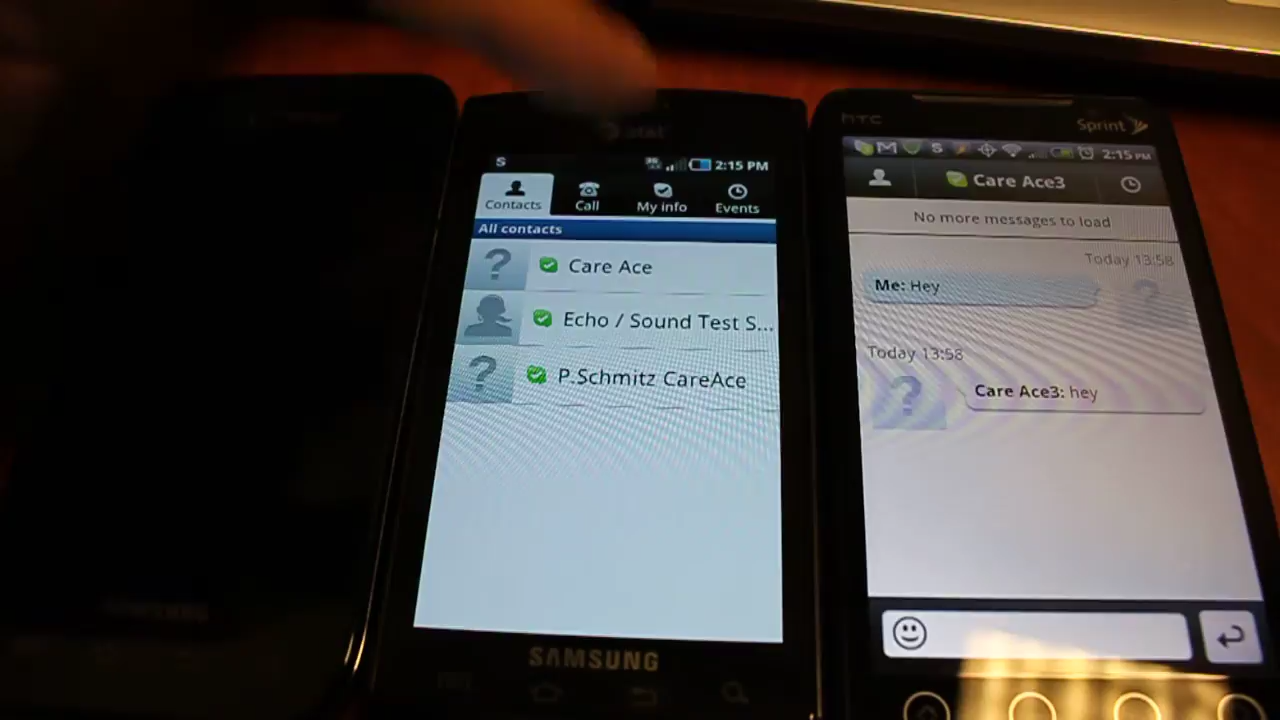 at&t
S
2:15 PM
Contacts
Call
My info
Events
All contacts
Care Ace
Echo / Sound Test S...
P.Schmitz CareAce
SAMSUNG
HTC
Sprint
S
2:15 PM
Care Ace3
No more messages to load
Today 13:58
Me: Hey
Today 13:58
Care Ace3: hey